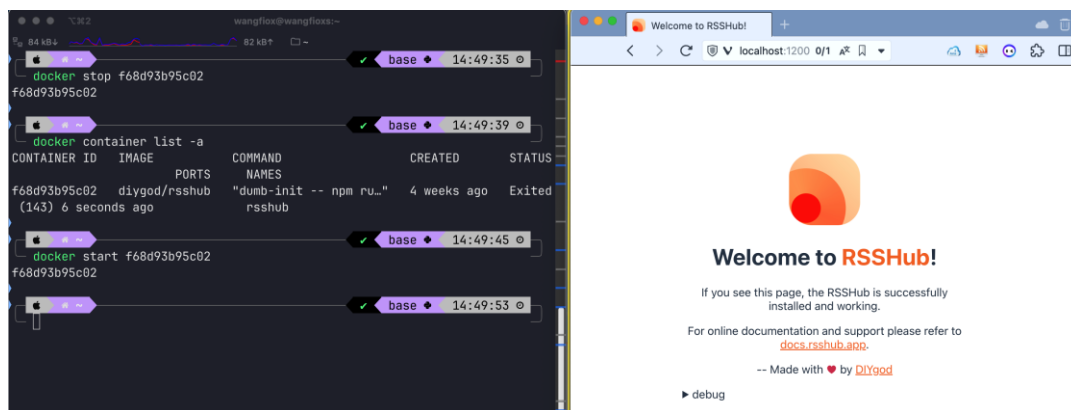 ⌥⌘2
wangfiox@wangfioxs:~
84 kB↓ 82 kB↑ ~
~ ✔ base 14:49:35
docker stop f68d93b95c02
f68d93b95c02
~ ✔ base 14:49:39
docker container list -a
CONTAINER ID IMAGE COMMAND CREATED STATUS
PORTS NAMES
f68d93b95c02 diygod/rsshub "dumb-init -- npm ru…" 4 weeks ago Exited
(143) 6 seconds ago rsshub
~ ✔ base 14:49:45
docker start f68d93b95c02
f68d93b95c02
~ ✔ base 14:49:53
Welcome to RSSHub!
localhost:1200 0/1
Welcome to RSSHub!
If you see this page, the RSSHub is successfully
installed and working.
For online documentation and support please refer to
docs.rsshub.app.
-- Made with ♥ by DIYgod
▶ debug